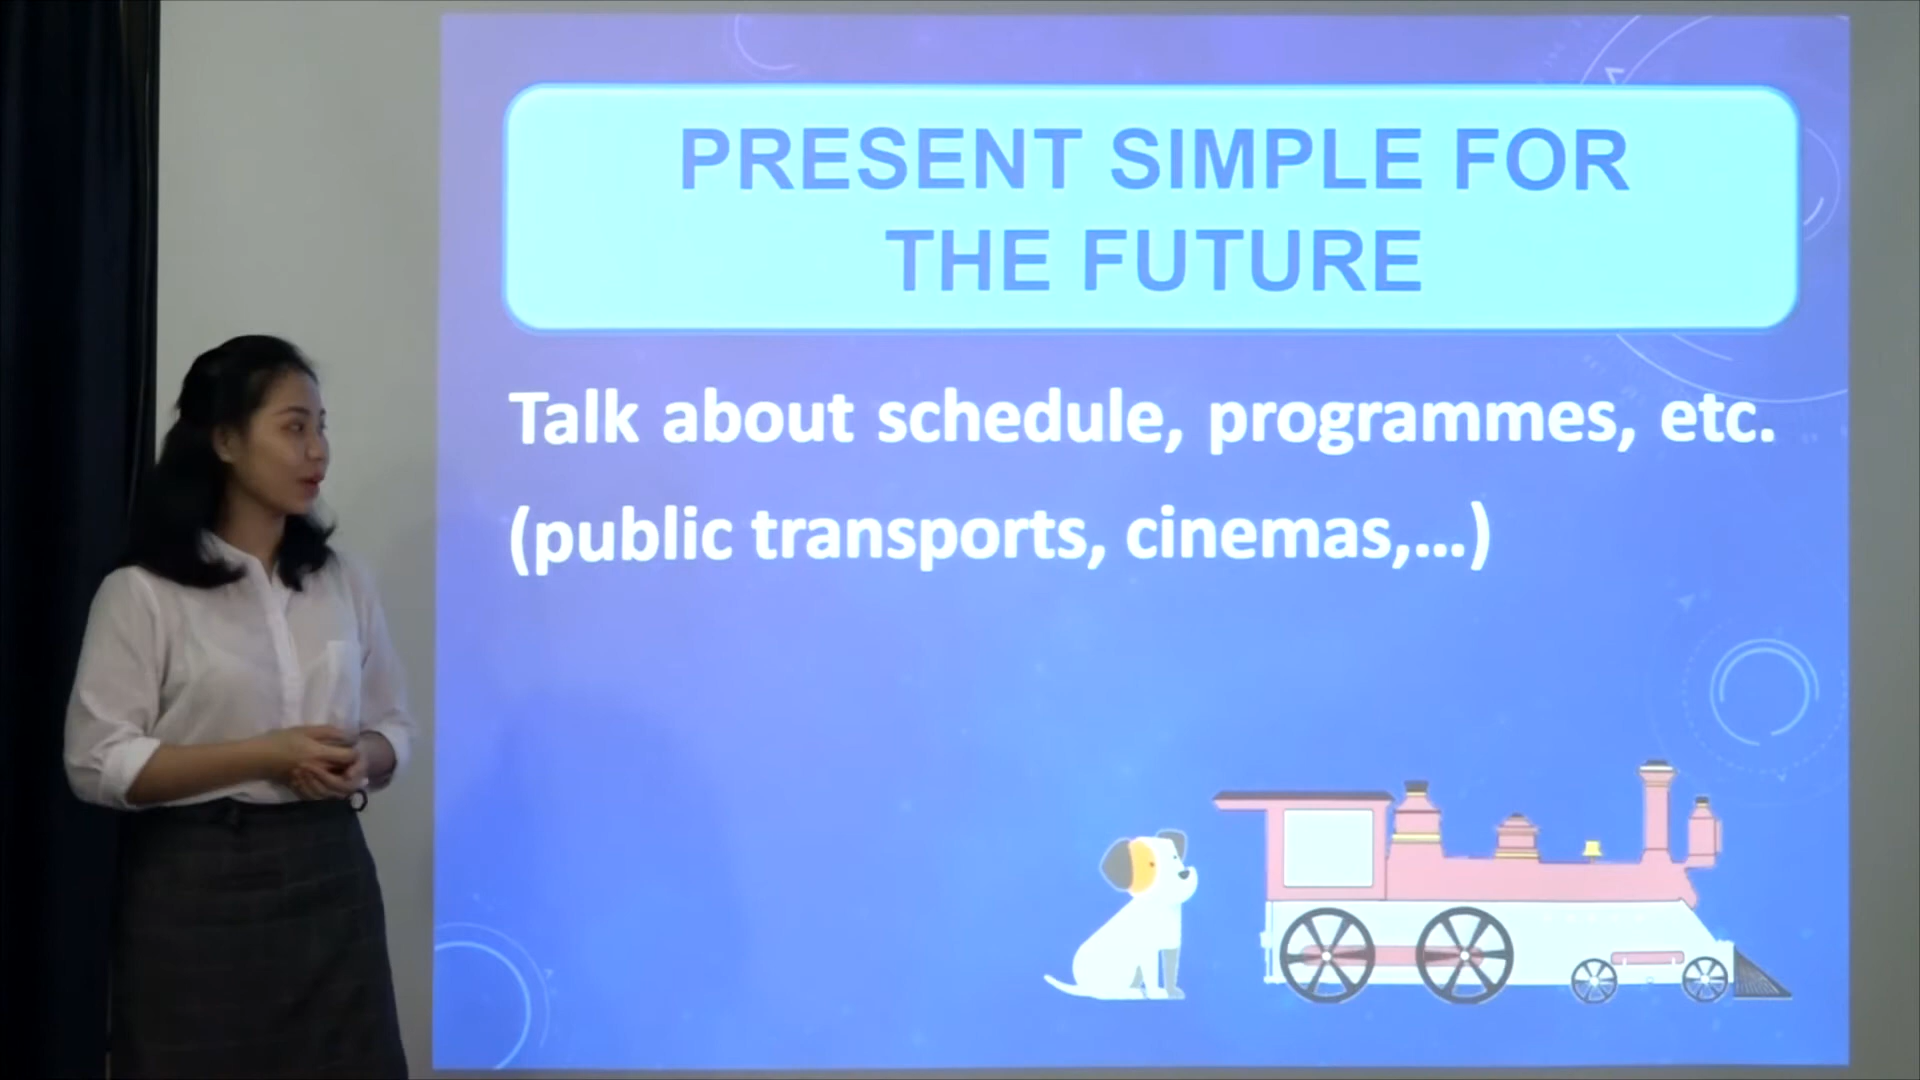 PRESENT SIMPLE FOR
THE FUTURE
Talk about schedule, programmes, etc.
(public transports, cinemas,...)